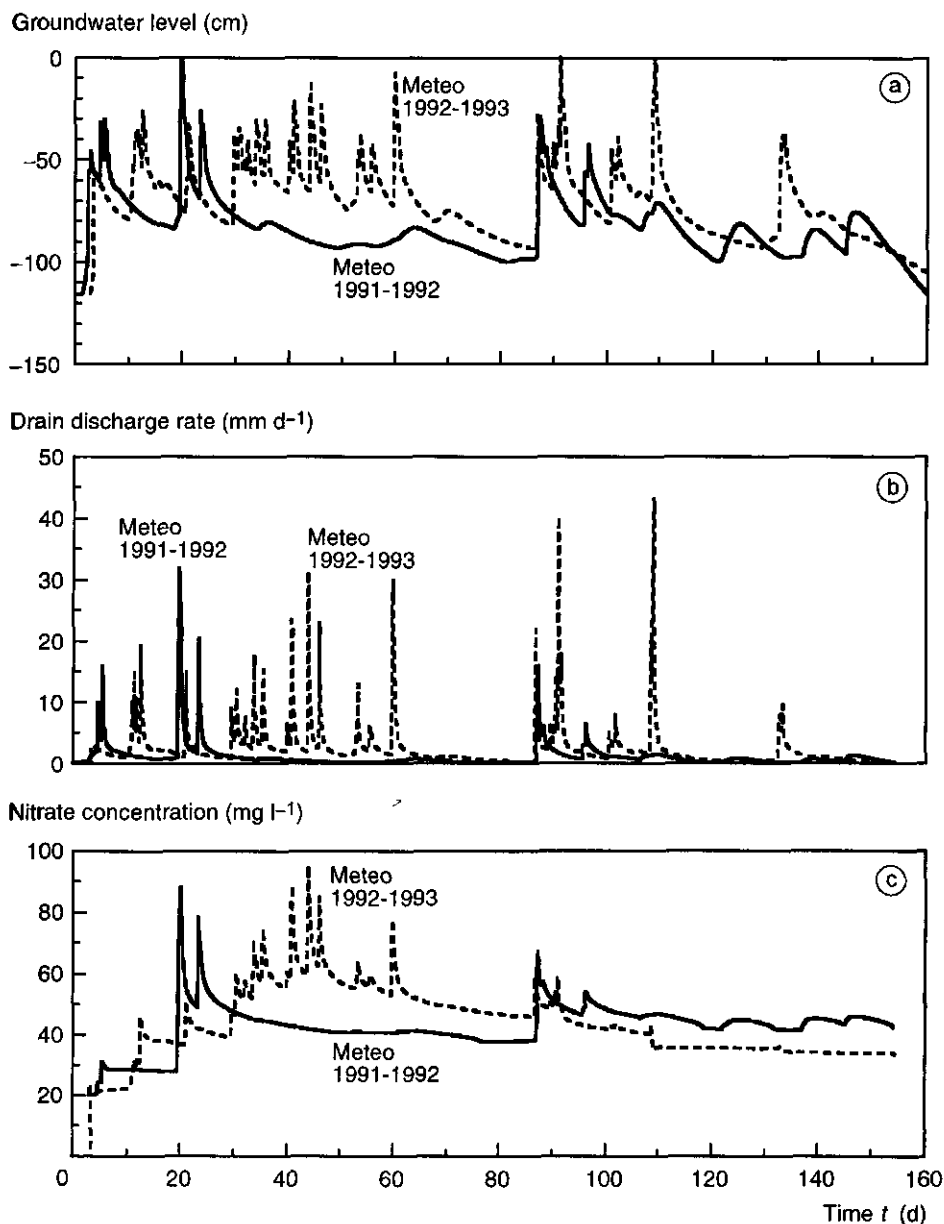 Groundwater level (cm)
0
-50
-100
-150
Meteo
1992-1993
Meteo
1991-1992
a
Drain discharge rate (mm d–1)
50
40
30
20
10
0
Meteo
1991-1992
Meteo
1992-1993
b
Nitrate concentration (mg l–1)
100
80
60
40
20
Meteo
1992-1993
Meteo
1991-1992
c
0 20 40 60 80 100 120 140 160
Time t (d)